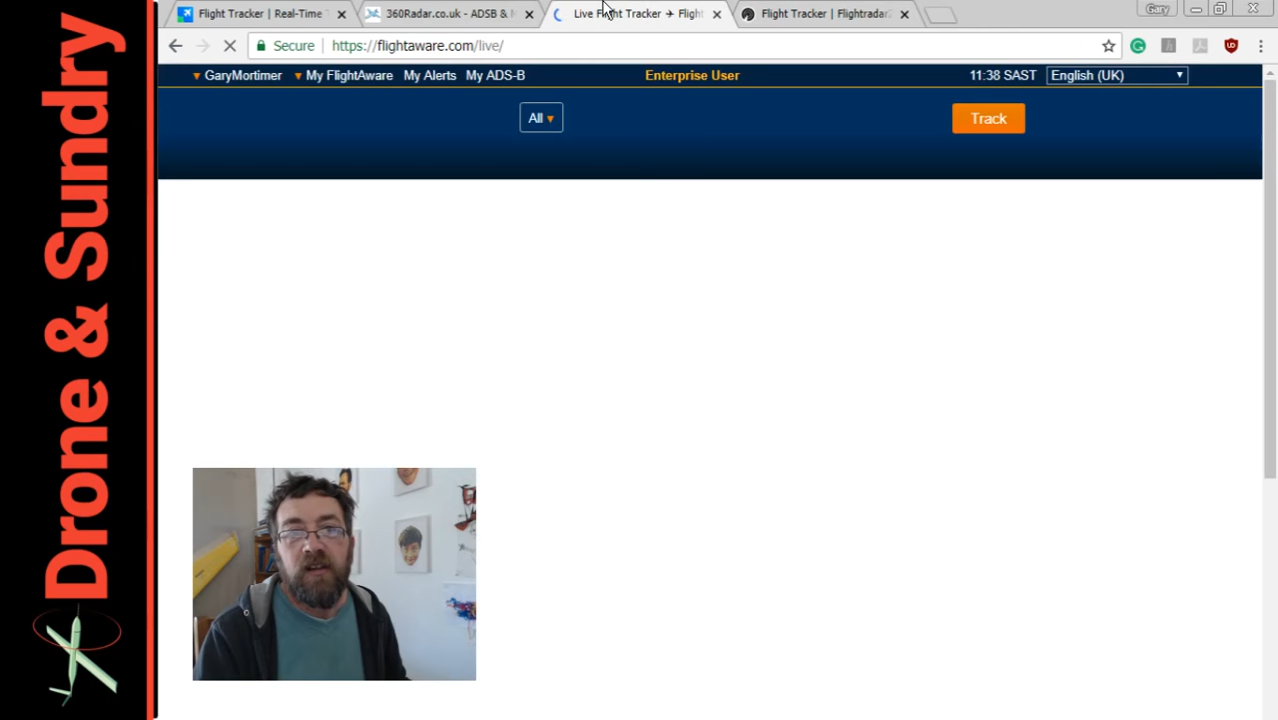 Drone & Sundry
Flight Tracker | Real-Time
360Radar.co.uk - ADSB &
Live Flight Tracker ✈ Fligh
Flight Tracker | Flightradar
Gary
Secure
https://flightaware.com/live/
GaryMortimer
My FlightAware
My Alerts
My ADS-B
Enterprise User
11:38 SAST
English (UK)
All
Track